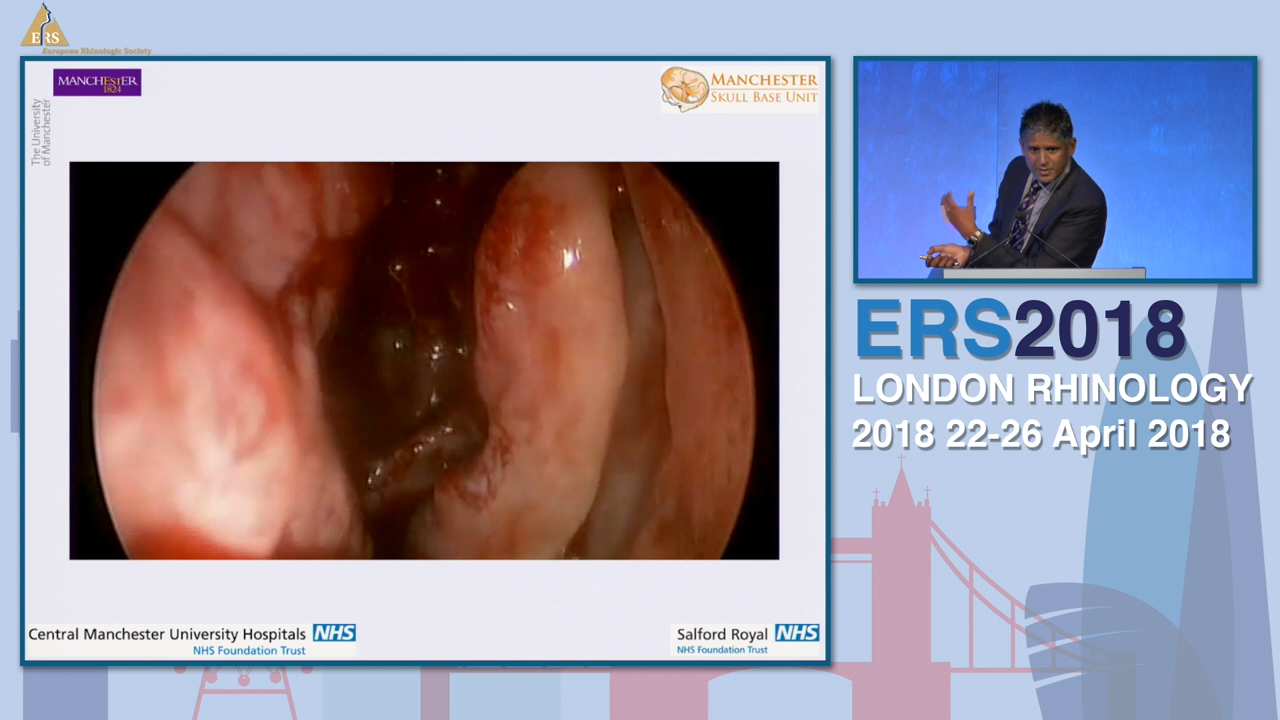 ERS
European Rhinologic Society
MANCHESTER
1824
The University
of Manchester
MANCHESTER
SKULL BASE UNIT
ERS2018
LONDON RHINOLOGY
2018 22-26 April 2018
Central Manchester University Hospitals NHS
NHS Foundation Trust
Salford Royal NHS
NHS Foundation Trust